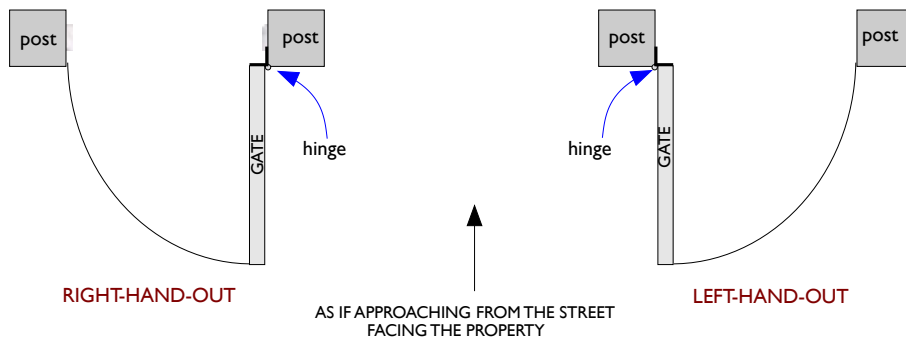 post
post
post
post
hinge
hinge
GATE
GATE
RIGHT-HAND-OUT
LEFT-HAND-OUT
AS IF APPROACHING FROM THE STREET
FACING THE PROPERTY